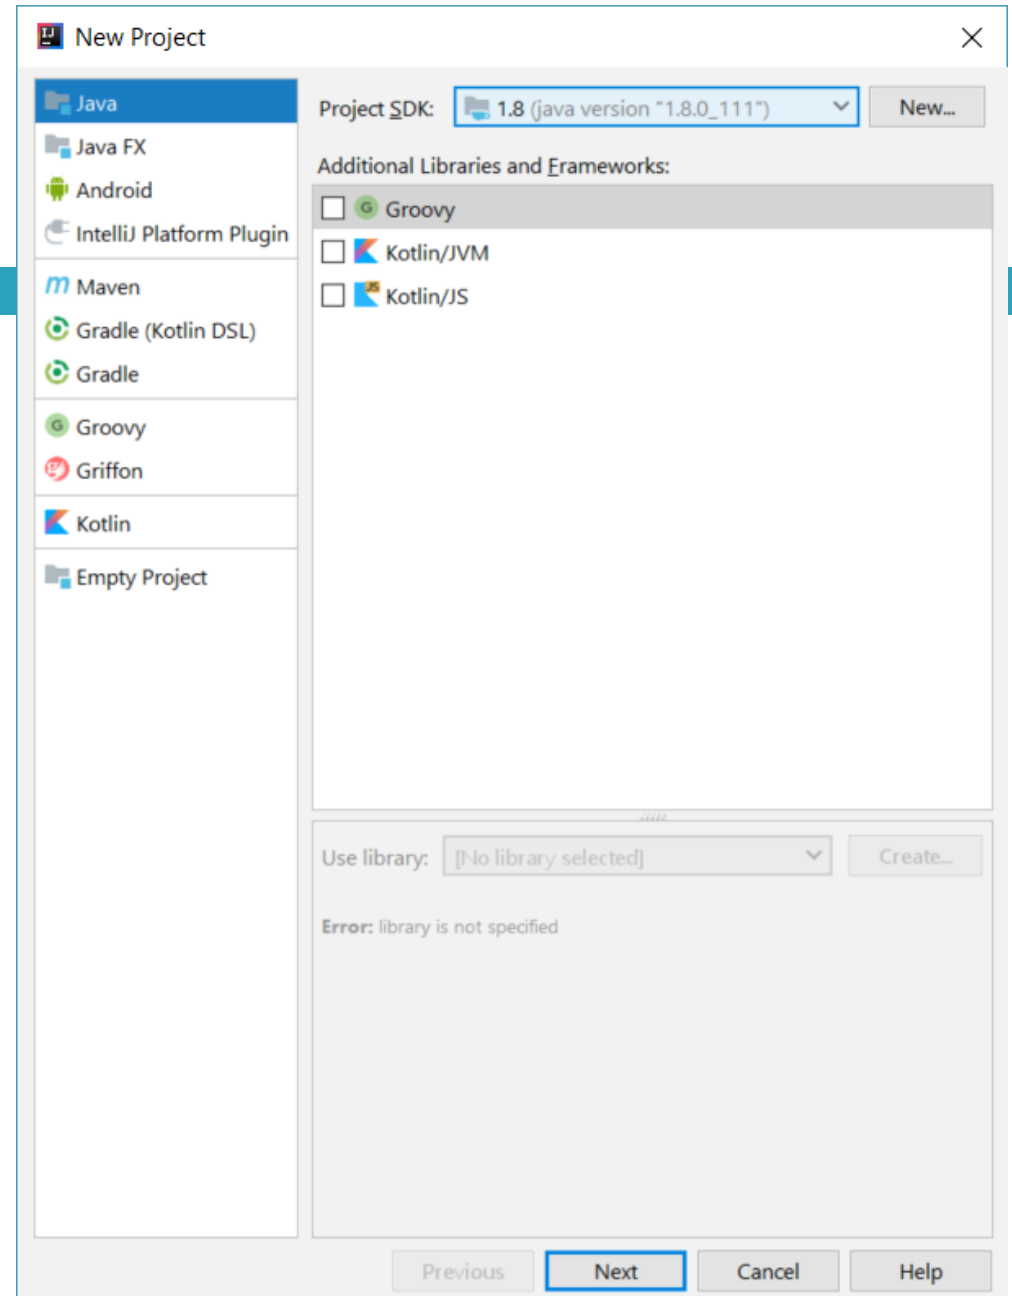 New Project
Java
Java FX
Android
IntelliJ Platform Plugin
Maven
Gradle (Kotlin DSL)
Gradle
Groovy
Griffon
Kotlin
Empty Project
Project SDK: 1.8 (java version "1.8.0_111") New...
Additional Libraries and Frameworks:
Groovy
Kotlin/JVM
Kotlin/JS
Use library: [No library selected] Create...
Error: library is not specified
Previous Next Cancel Help